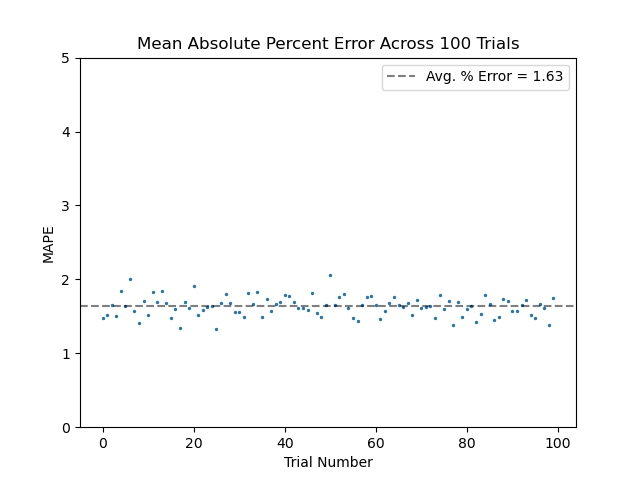 Mean Absolute Percent Error Across 100 Trials
Avg. % Error = 1.63
5
4
3
2
1
0
MAPE
0 20 40 60 80 100
Trial Number